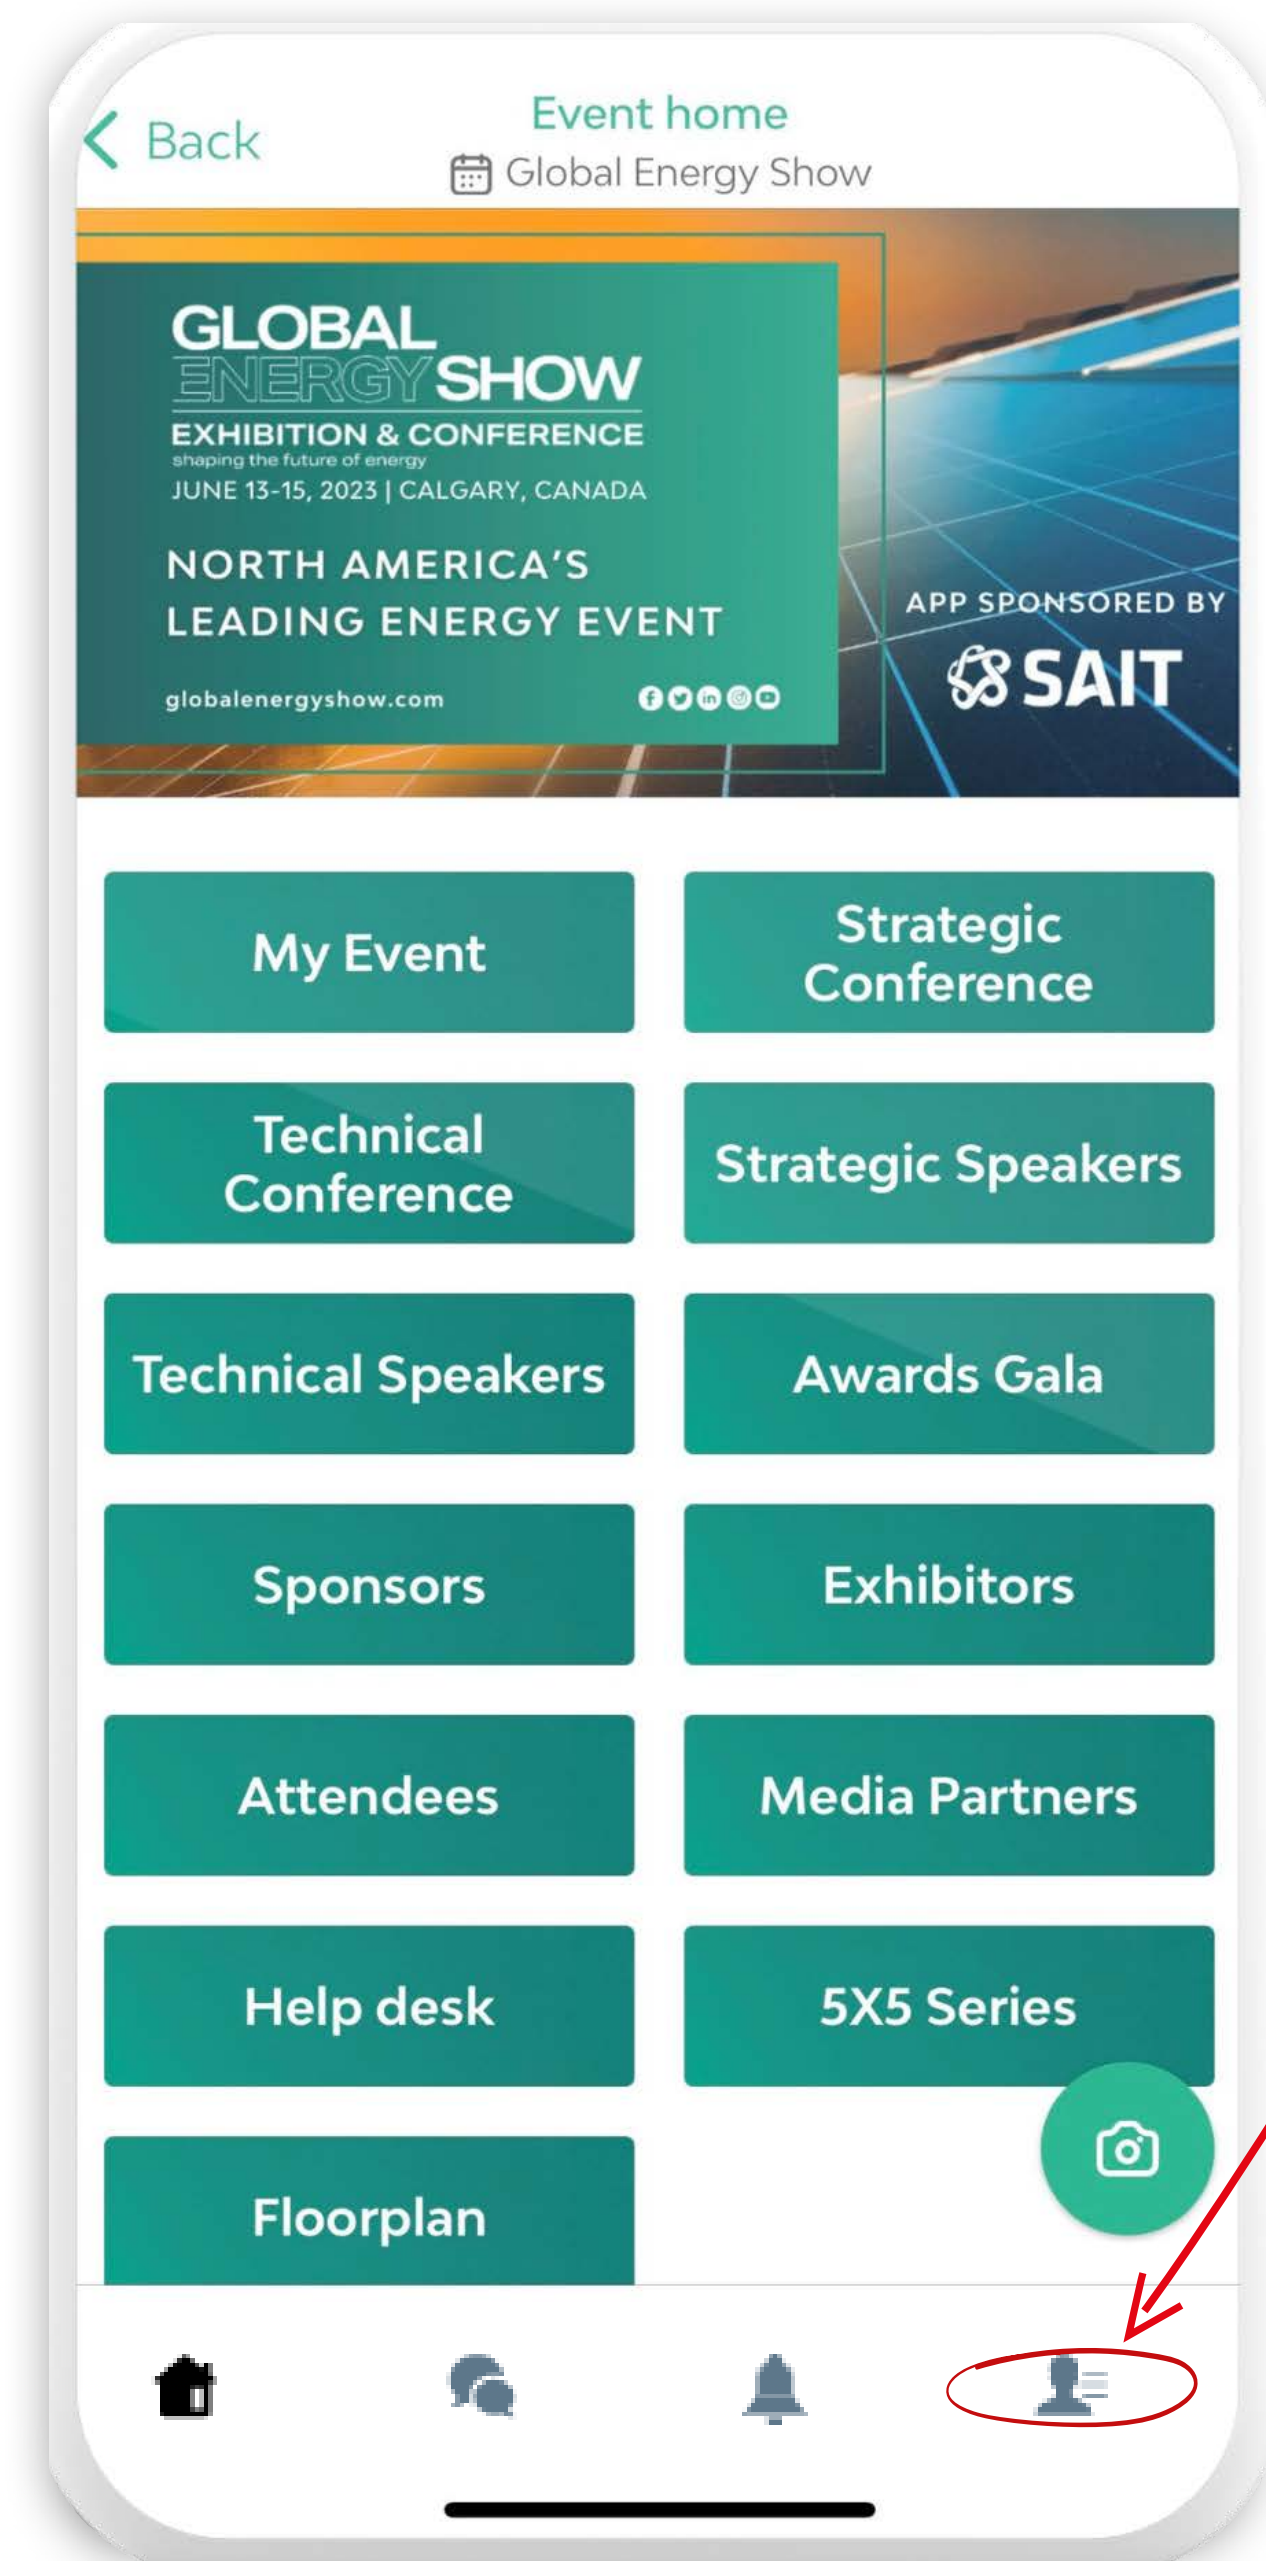 Back
Event home
Global Energy Show
GLOBAL
ENERGY SHOW
EXHIBITION & CONFERENCE
shaping the future of energy
JUNE 13-15, 2023 | CALGARY, CANADA
NORTH AMERICA'S
LEADING ENERGY EVENT
globalenergyshow.com
APP SPONSORED BY
SAIT
My Event
Strategic
Conference
Technical
Conference
Strategic Speakers
Technical Speakers
Awards Gala
Sponsors
Exhibitors
Attendees
Media Partners
Help desk
5X5 Series
Floorplan